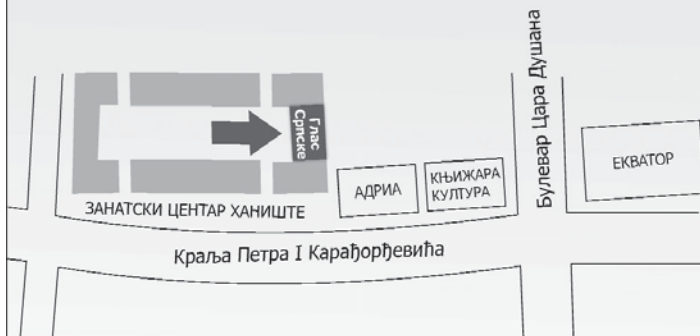 Глас
Српске
ЗАНАТСКИ ЦЕНТАР ХАНИШТЕ
АДРИА
КЊИЖАРА
КУЛТУРА
Булевар Цара Душана
ЕКВАТОР
Краља Петра I Карађорђевића